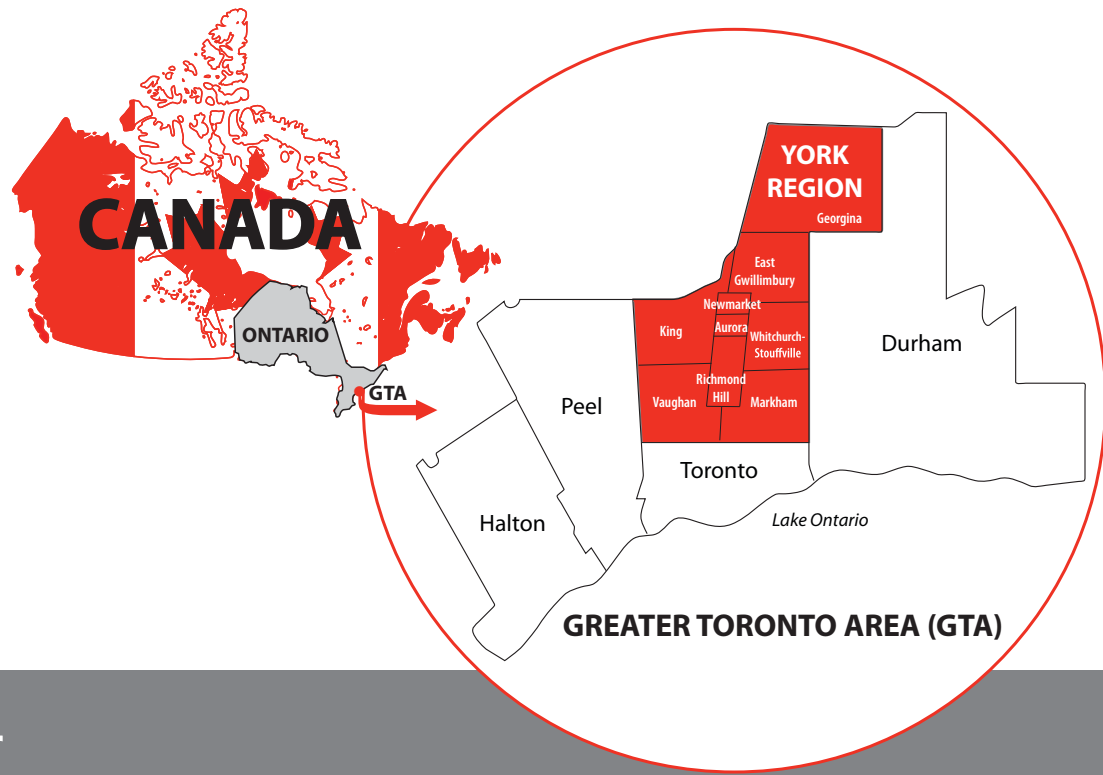 CANADA
ONTARIO
GTA
YORK
REGION
Georgina
East
Gwillimbury
Newmarket
King
Aurora
Whitchurch-
Stouffville
Richmond
Hill
Vaughan
Markham
Durham
Peel
Toronto
Halton
Lake Ontario
GREATER TORONTO AREA (GTA)